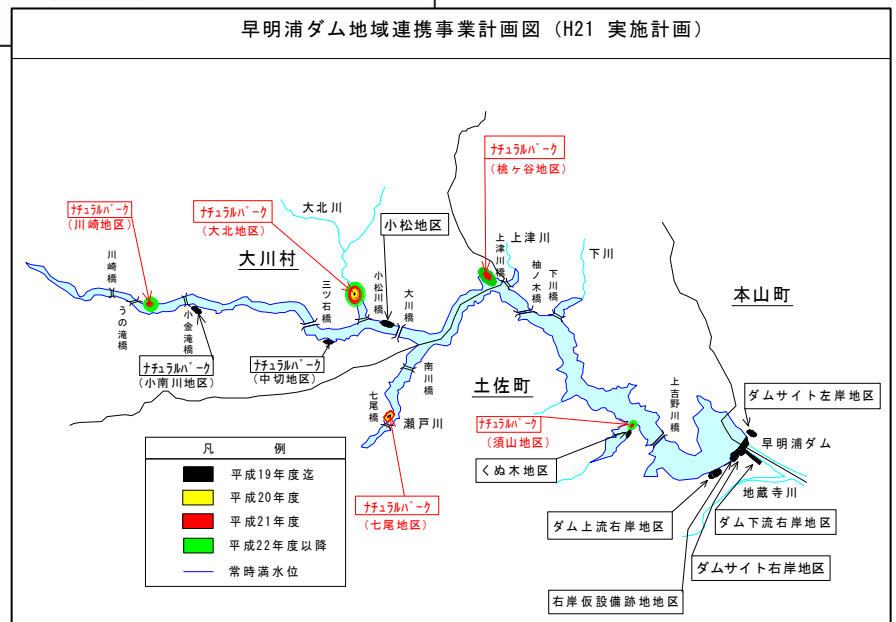 早明浦ダム地域連携事業計画図 (H21 実施計画)
ナチュラルパーク
(桃ヶ谷地区)
ナチュラルパーク
(川崎地区)
ナチュラルパーク
(大北地区)
大北川
小松地区
上津川橋
上津川
下川
大川村
川崎橋
うの滝橋
小金滝橋
三ツ石橋
小松川橋
大川橋
柚ノ木橋
下川橋
本山町
ナチュラルパーク
(小南川地区)
ナチュラルパーク
(中切地区)
南川橋
七尾橋
瀬戸川
土佐町
上吉野川橋
ダムサイト左岸地区
ナチュラルパーク
(須山地区)
くぬ木地区
早明浦ダム
地蔵寺川
凡 例
平成19年度迄
平成20年度
平成21年度
平成22年度以降
常時満水位
ナチュラルパーク
(七尾地区)
ダム上流右岸地区
ダム下流右岸地区
ダムサイト右岸地区
右岸仮設備跡地地区